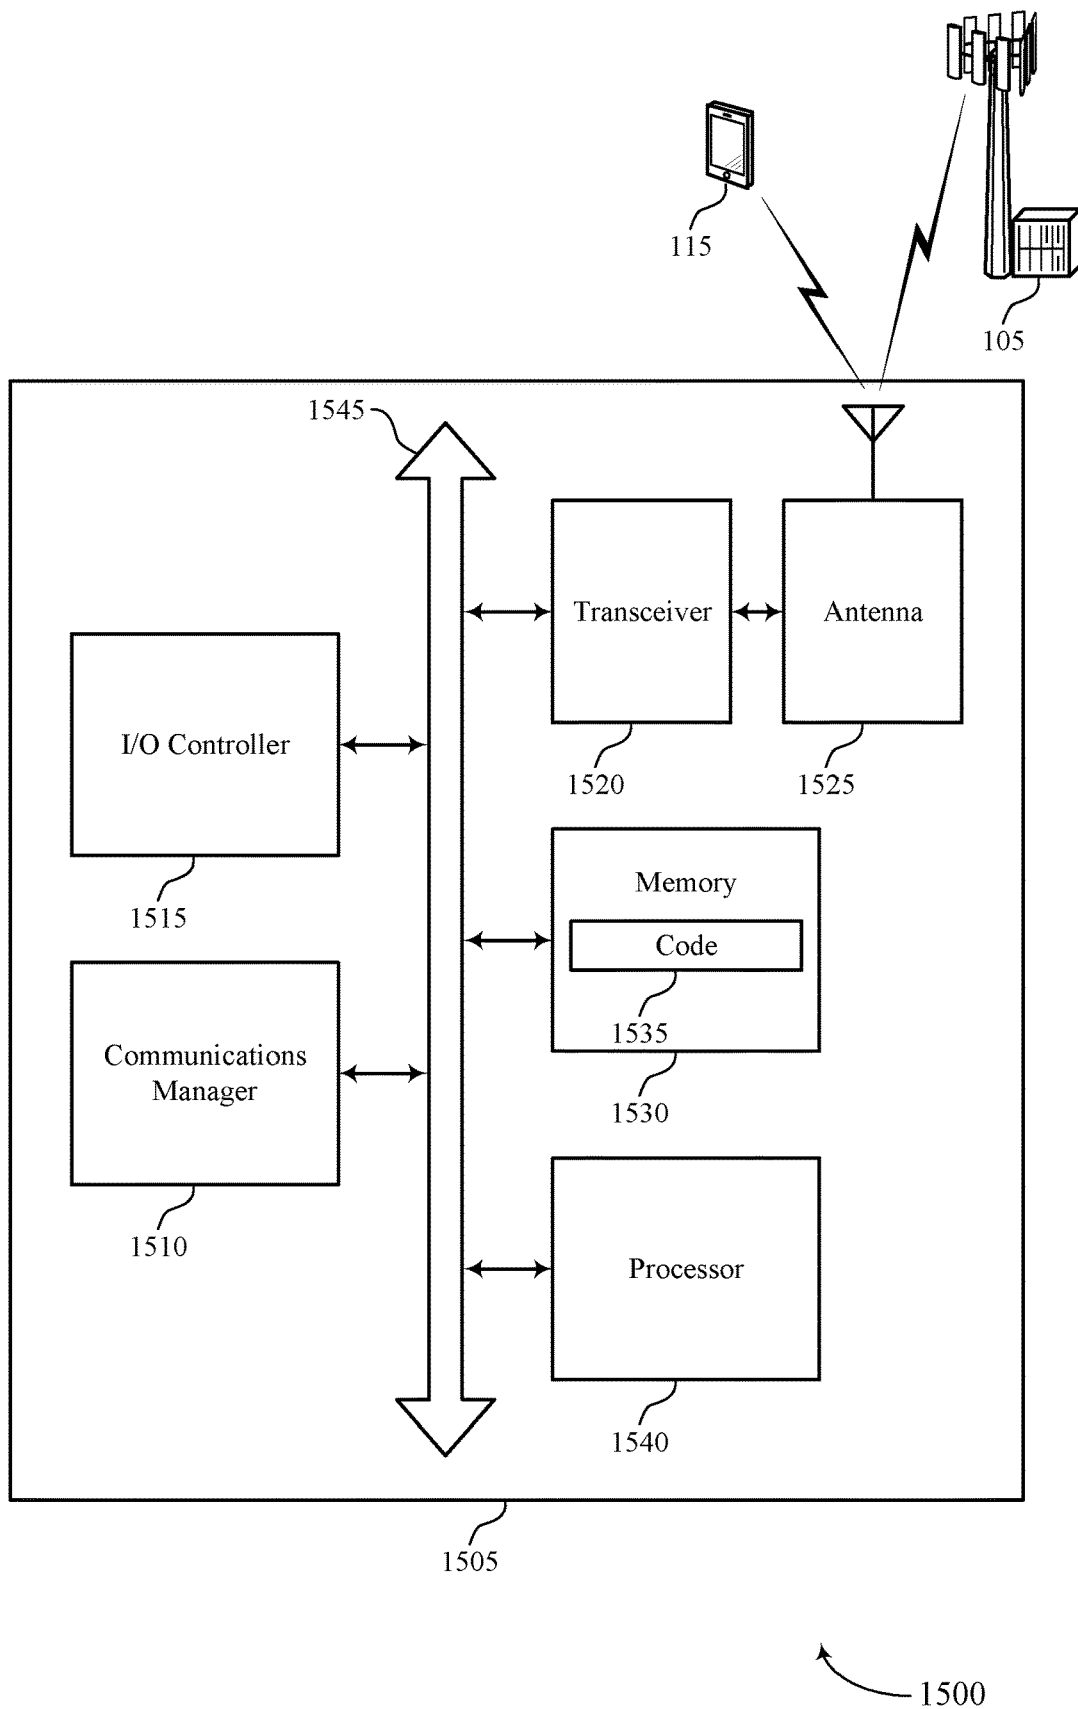 115
105
1545
Transceiver
Antenna
I/O Controller
1520
1525
Memory
1515
Code
1535
Communications
Manager
1530
1510
Processor
1540
1505
1500